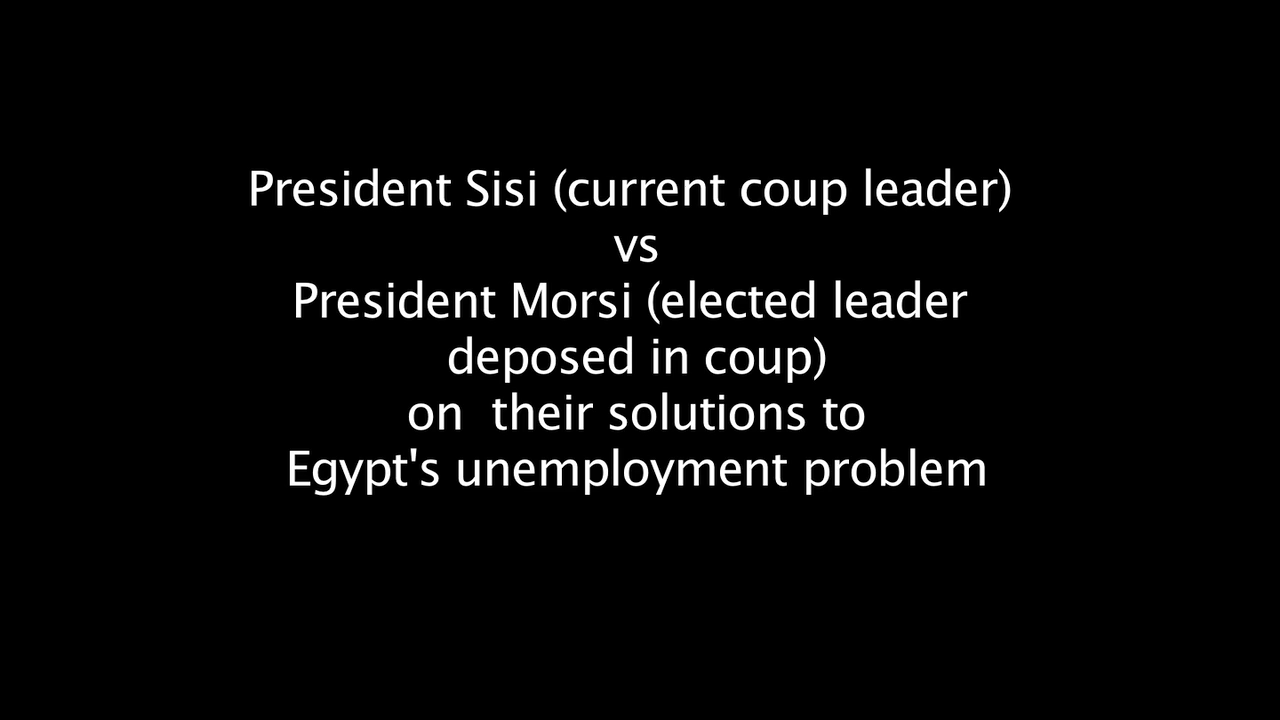 President Sisi (current coup leader)
vs
President Morsi (elected leader
deposed in coup)
on  their solutions to
Egypt's unemployment problem